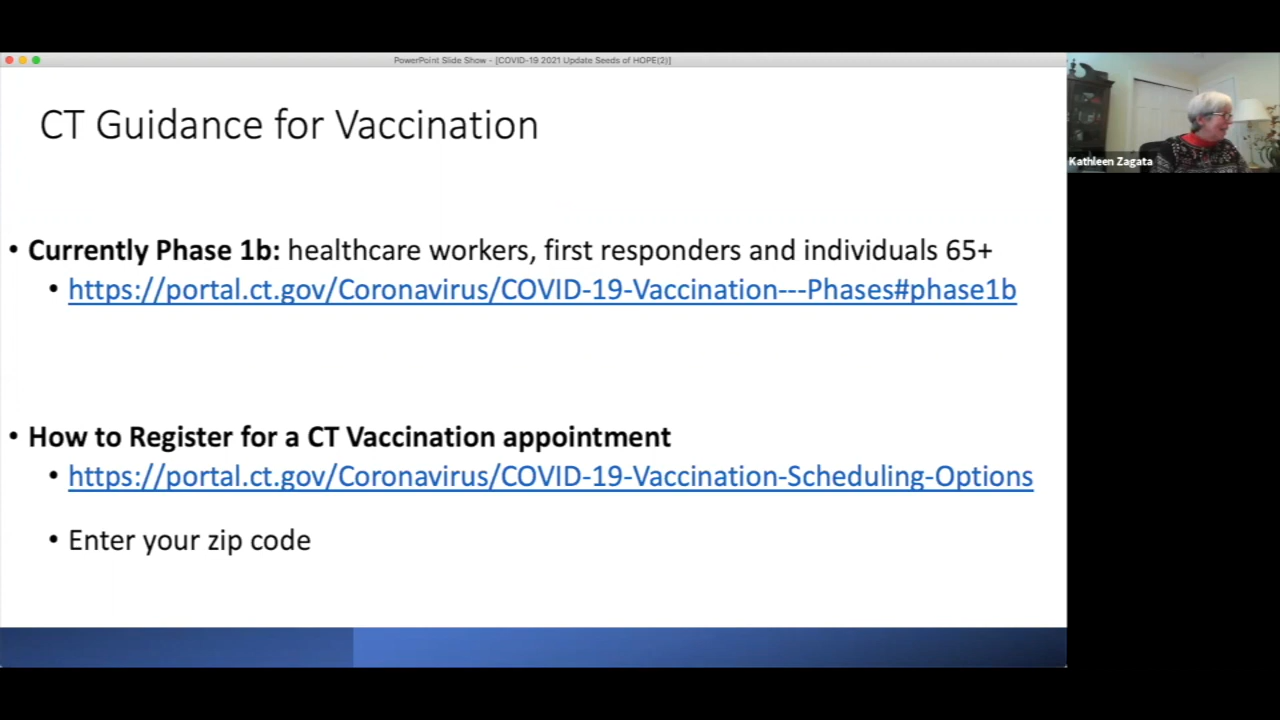 PowerPoint Slide Show - [COVID-19 2021 Update Seeds of HOPE(2)]
CT Guidance for Vaccination
Kathleen Zagata
• Currently Phase 1b: healthcare workers, first responders and individuals 65+
• https://portal.ct.gov/Coronavirus/COVID-19-Vaccination---Phases#phase1b
• How to Register for a CT Vaccination appointment
• https://portal.ct.gov/Coronavirus/COVID-19-Vaccination-Scheduling-Options
• Enter your zip code